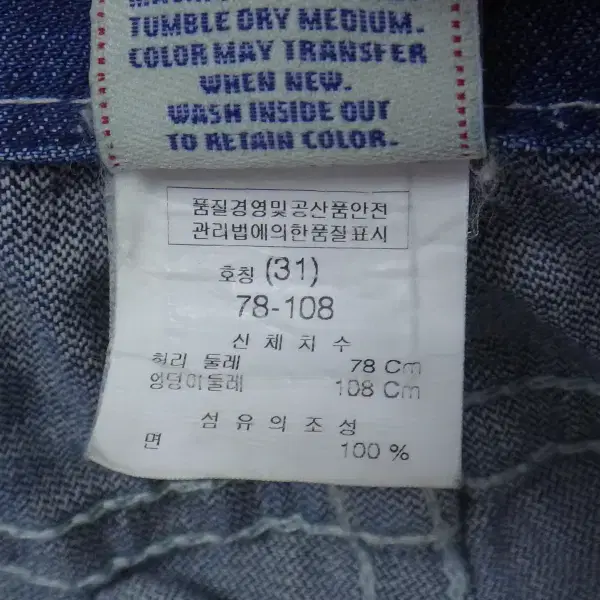 TUMBLE DRY MEDIUM.
COLOR MAY TRANSFER
WHEN NEW.
WASH INSIDE OUT
TO RETAIN COLOR.
품질경영및공산품안전
관리법에의한품질표시
호칭 (31)
78-108
신체치수
허리 둘레 78 Cm
엉덩이둘레 108 Cm
섬유의조성
면 100 %